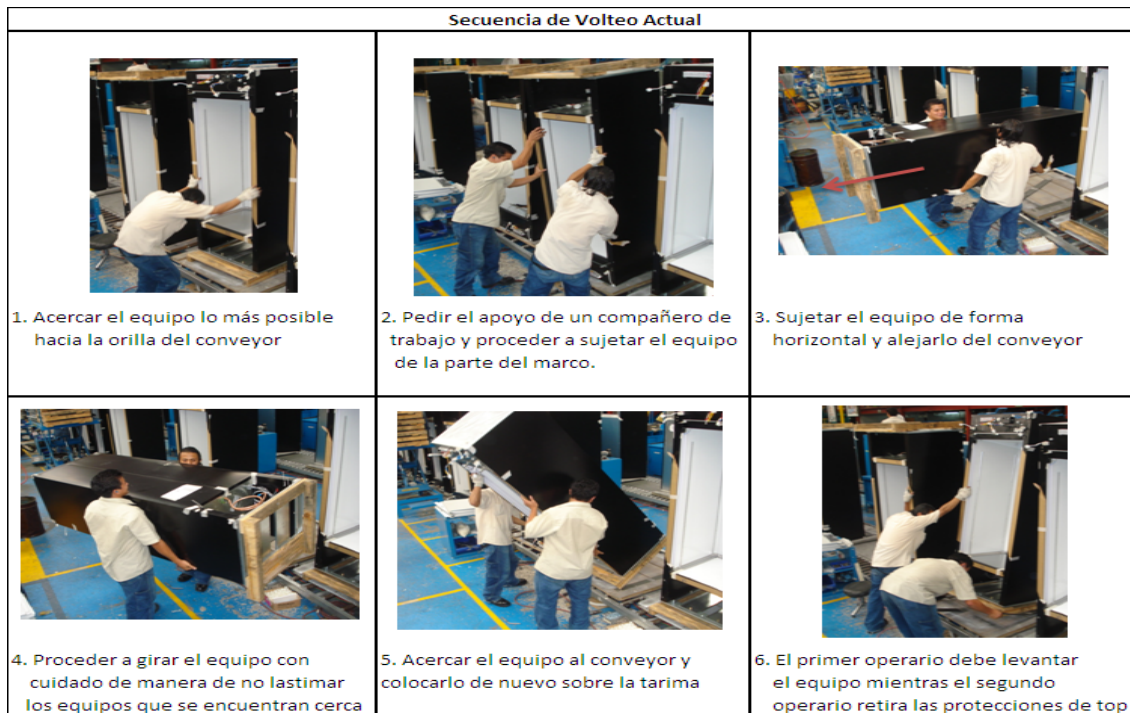 Secuencia de Volteo Actual
1. Acercar el equipo lo más posible
hacia la orilla del conveyor
2. Pedir el apoyo de un compañero de
trabajo y proceder a sujetar el equipo
de la parte del marco.
3. Sujetar el equipo de forma
horizontal y alejarlo del conveyor
4. Proceder a girar el equipo con
cuidado de manera de no lastimar
los equipos que se encuentran cerca
5. Acercar el equipo al conveyor y
colocarlo de nuevo sobre la tarima
6. El primer operario debe levantar
el equipo mientras el segundo
operario retira las protecciones de top